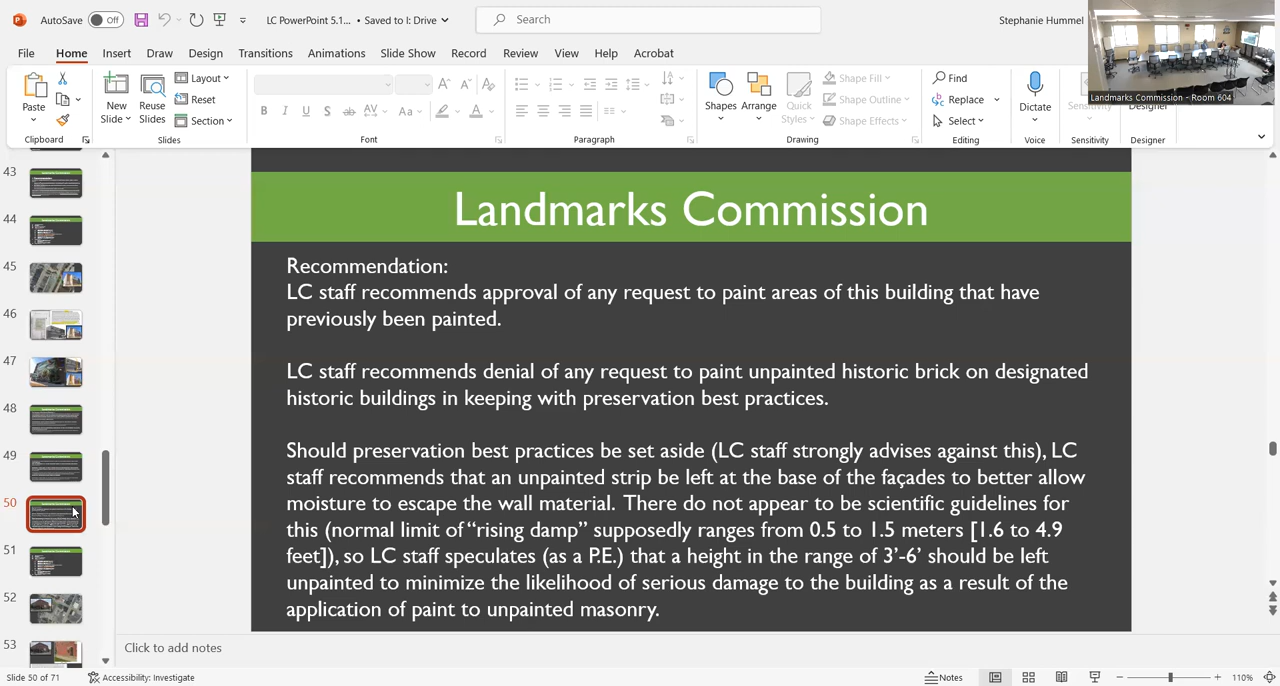 AutoSave Off LC PowerPoint 5.1... • Saved to I: Drive Search Stephanie Hummel
File Home Insert Draw Design Transitions Animations Slide Show Record Review View Help Acrobat
Paste
New Slide
Reuse Slides
Layout
Reset
Section
B I U S ab AV Aa A
Shapes
Arrange
Quick Styles
Shape Fill
Shape Outline
Shape Effects
Find
Replace
Select
Dictate
Sensitivity
Designer
Landmarks Commission - Room 604
Clipboard Slides Font Paragraph Drawing Editing Voice Sensitivity Designer
43
44
45
46
47
48
49
50
51
52
53
Landmarks Commission
Recommendation:
LC staff recommends approval of any request to paint areas of this building that have
previously been painted.
LC staff recommends denial of any request to paint unpainted historic brick on designated
historic buildings in keeping with preservation best practices.
Should preservation best practices be set aside (LC staff strongly advises against this), LC
staff recommends that an unpainted strip be left at the base of the façades to better allow
moisture to escape the wall material. There do not appear to be scientific guidelines for
this (normal limit of “rising damp” supposedly ranges from 0.5 to 1.5 meters [1.6 to 4.9
feet]), so LC staff speculates (as a P.E.) that a height in the range of 3’-6’ should be left
unpainted to minimize the likelihood of serious damage to the building as a result of the
application of paint to unpainted masonry.
Click to add notes
Slide 50 of 71 Accessibility: Investigate Notes 110%